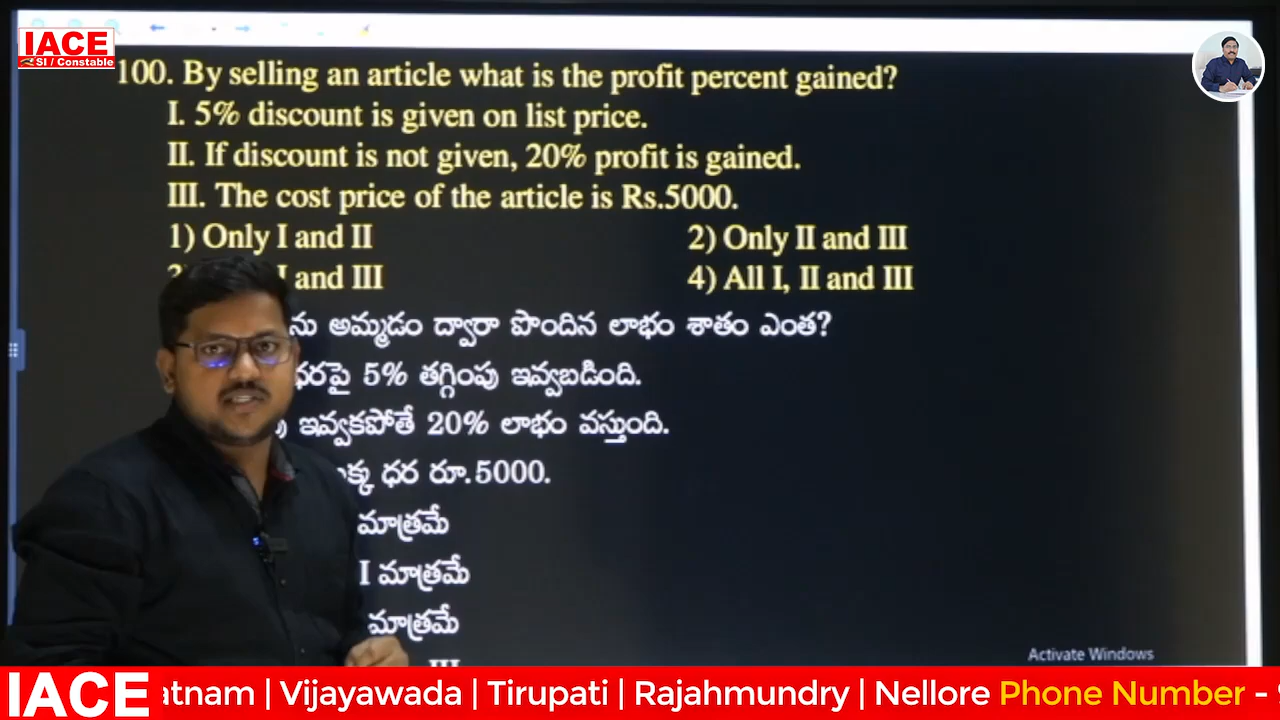 IACE
SI / Constable
100. By selling an article what is the profit percent gained?
I. 5% discount is given on list price.
II. If discount is not given, 20% profit is gained.
III. The cost price of the article is Rs.5000.
1) Only I and II 2) Only II and III
I and III 4) All I, II and III
ను అమ్మడం ద్వారా పొందిన లాభం శాతం ఎంత?
ధరపై 5% తగ్గింపు ఇవ్వబడింది.
ఇవ్వకపోతే 20% లాభం వస్తుంది.
ధర రూ.5000.
మాత్రమే
I మాత్రమే
మాత్రమే
III
Activate Windows
IACE atnam | Vijayawada | Tirupati | Rajahmundry | Nellore Phone Number -